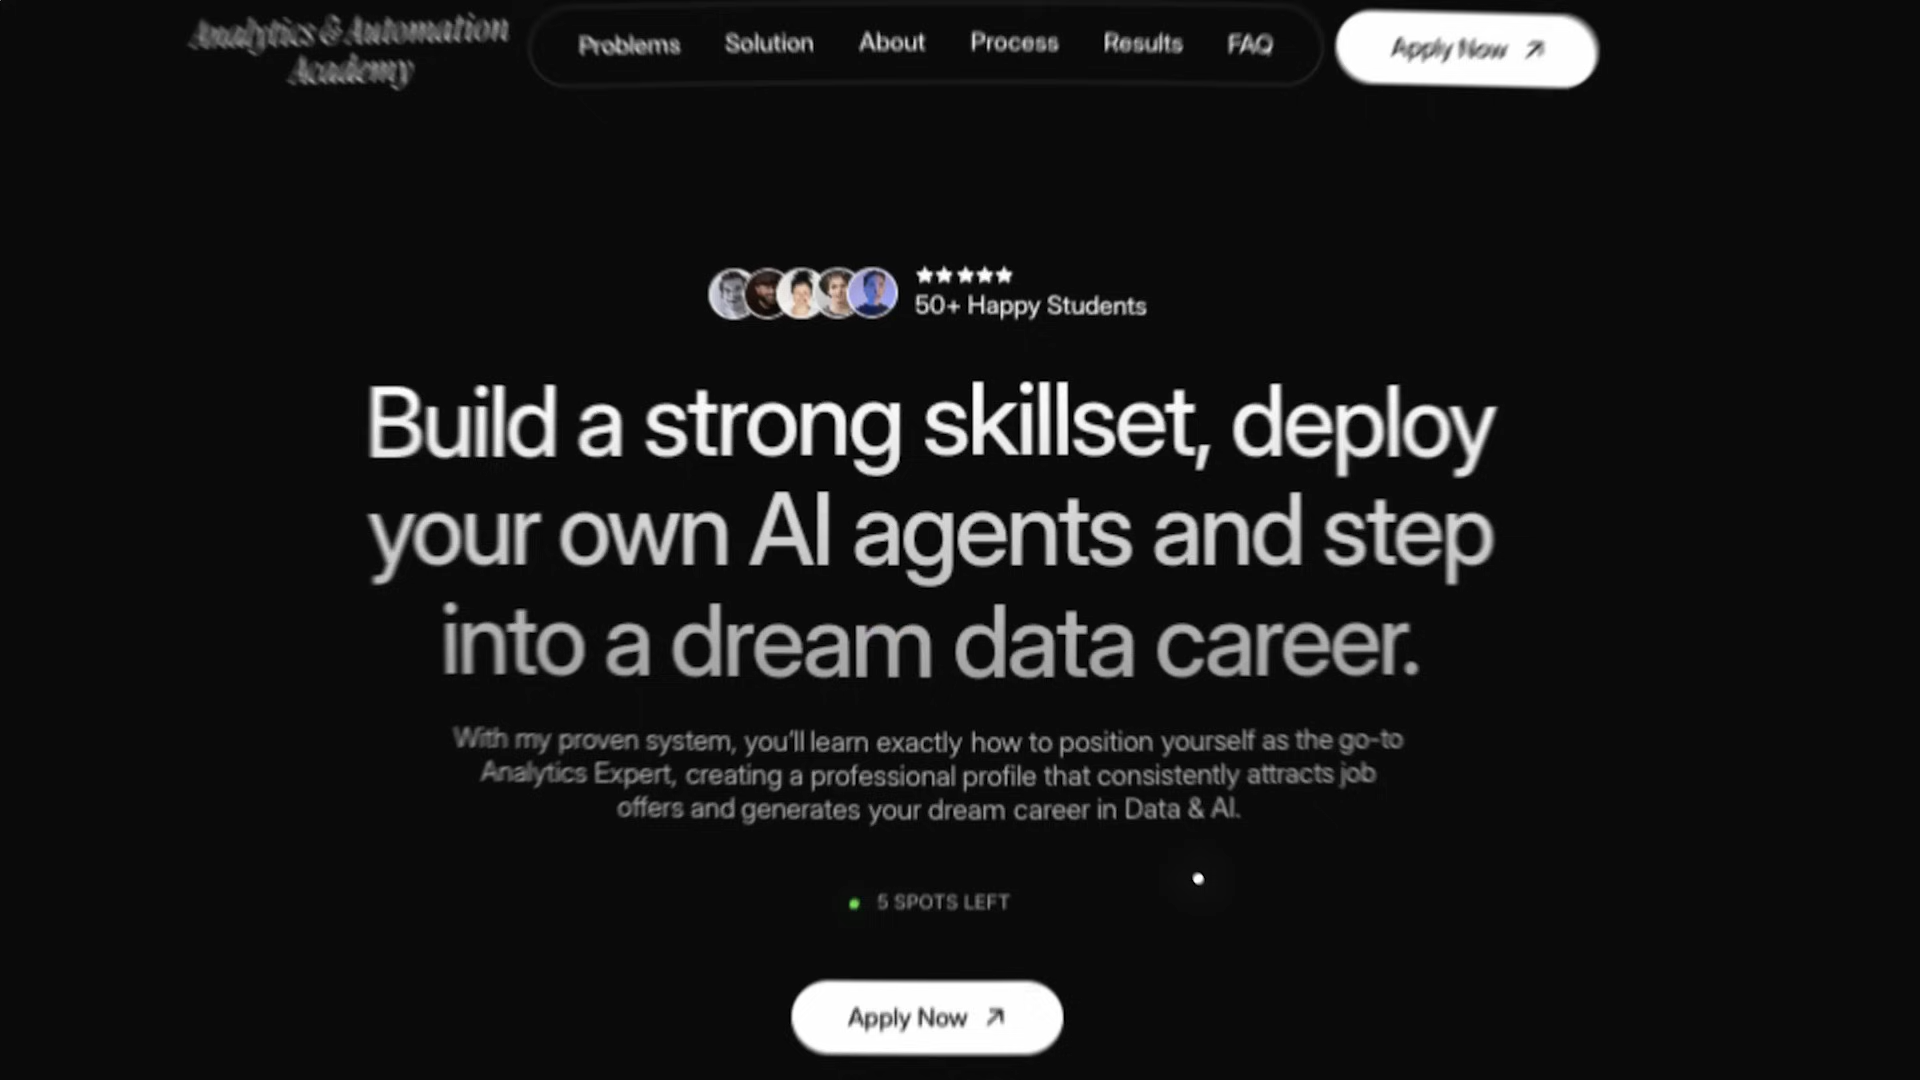 Analytics & Automation
Academy
Problems
Solution
About
Process
Results
FAQ
Apply Now
50+ Happy Students
Build a strong skillset, deploy
your own AI agents and step
into a dream data career.
With my proven system, you'll learn exactly how to position yourself as the go-to
Analytics Expert, creating a professional profile that consistently attracts job
offers and generates your dream career in Data & AI.
5 SPOTS LEFT
Apply Now